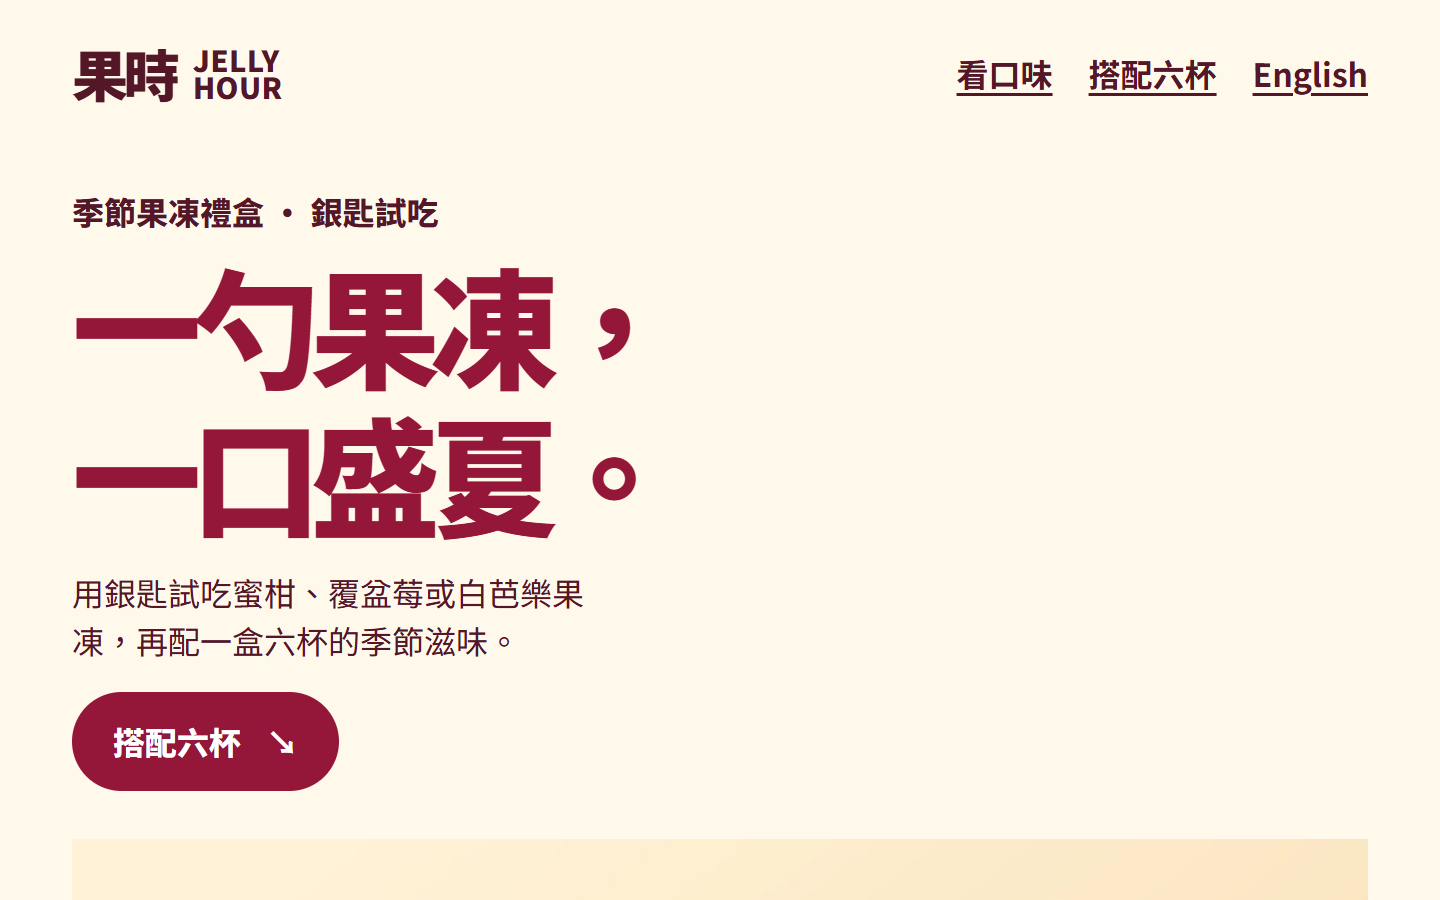 果時 JELLY
HOUR
看口味 搭配六杯 English
季節果凍禮盒・銀匙試吃
一勺果凍，
一口盛夏。
用銀匙試吃蜜柑、覆盆莓或白芭樂果
凍，再配一盒六杯的季節滋味。
搭配六杯 ↘